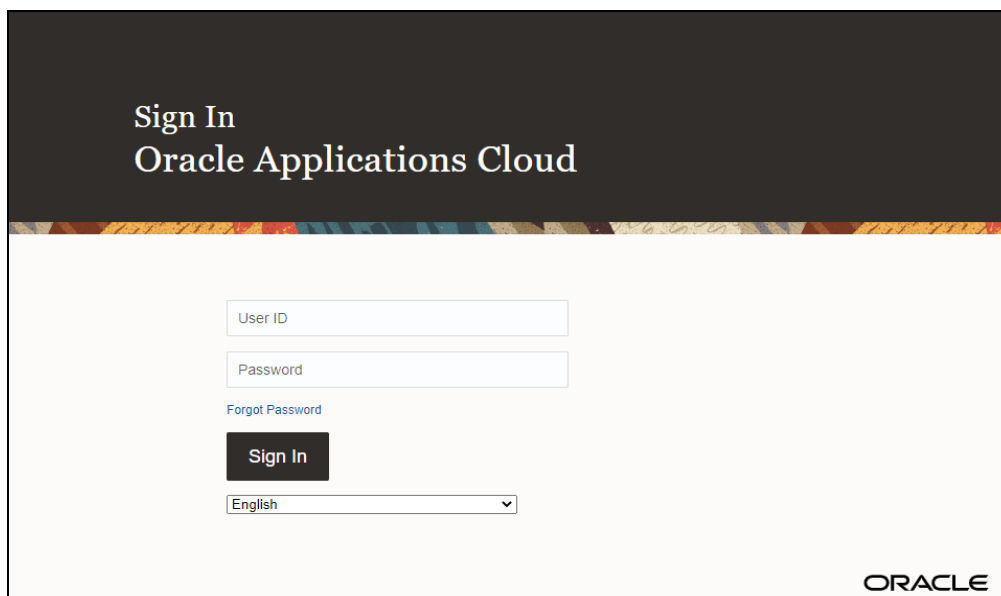 Sign In
Oracle Applications Cloud
User ID
Password
Forgot Password
Sign In
English
ORACLE